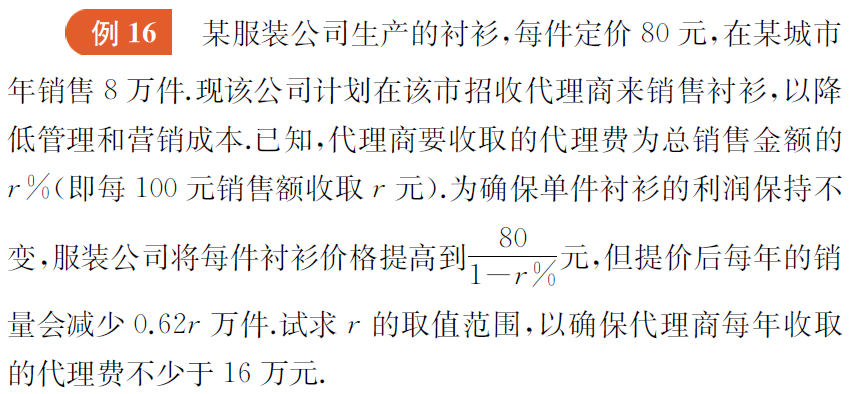 例 16 某服装公司生产的衬衫,每件定价 80 元,在某城市
年销售 8 万件.现该公司计划在该市招收代理商来销售衬衫,以降
低管理和营销成本.已知,代理商要收取的代理费为总销售金额的
r%(即每 100 元销售额收取 r 元).为确保单件衬衫的利润保持不
变,服装公司将每件衬衫价格提高到\frac{80}{1-r%}元,但提价后每年的销
量会减少 0.62r 万件.试求 r 的取值范围,以确保代理商每年收取
的代理费不少于 16 万元.